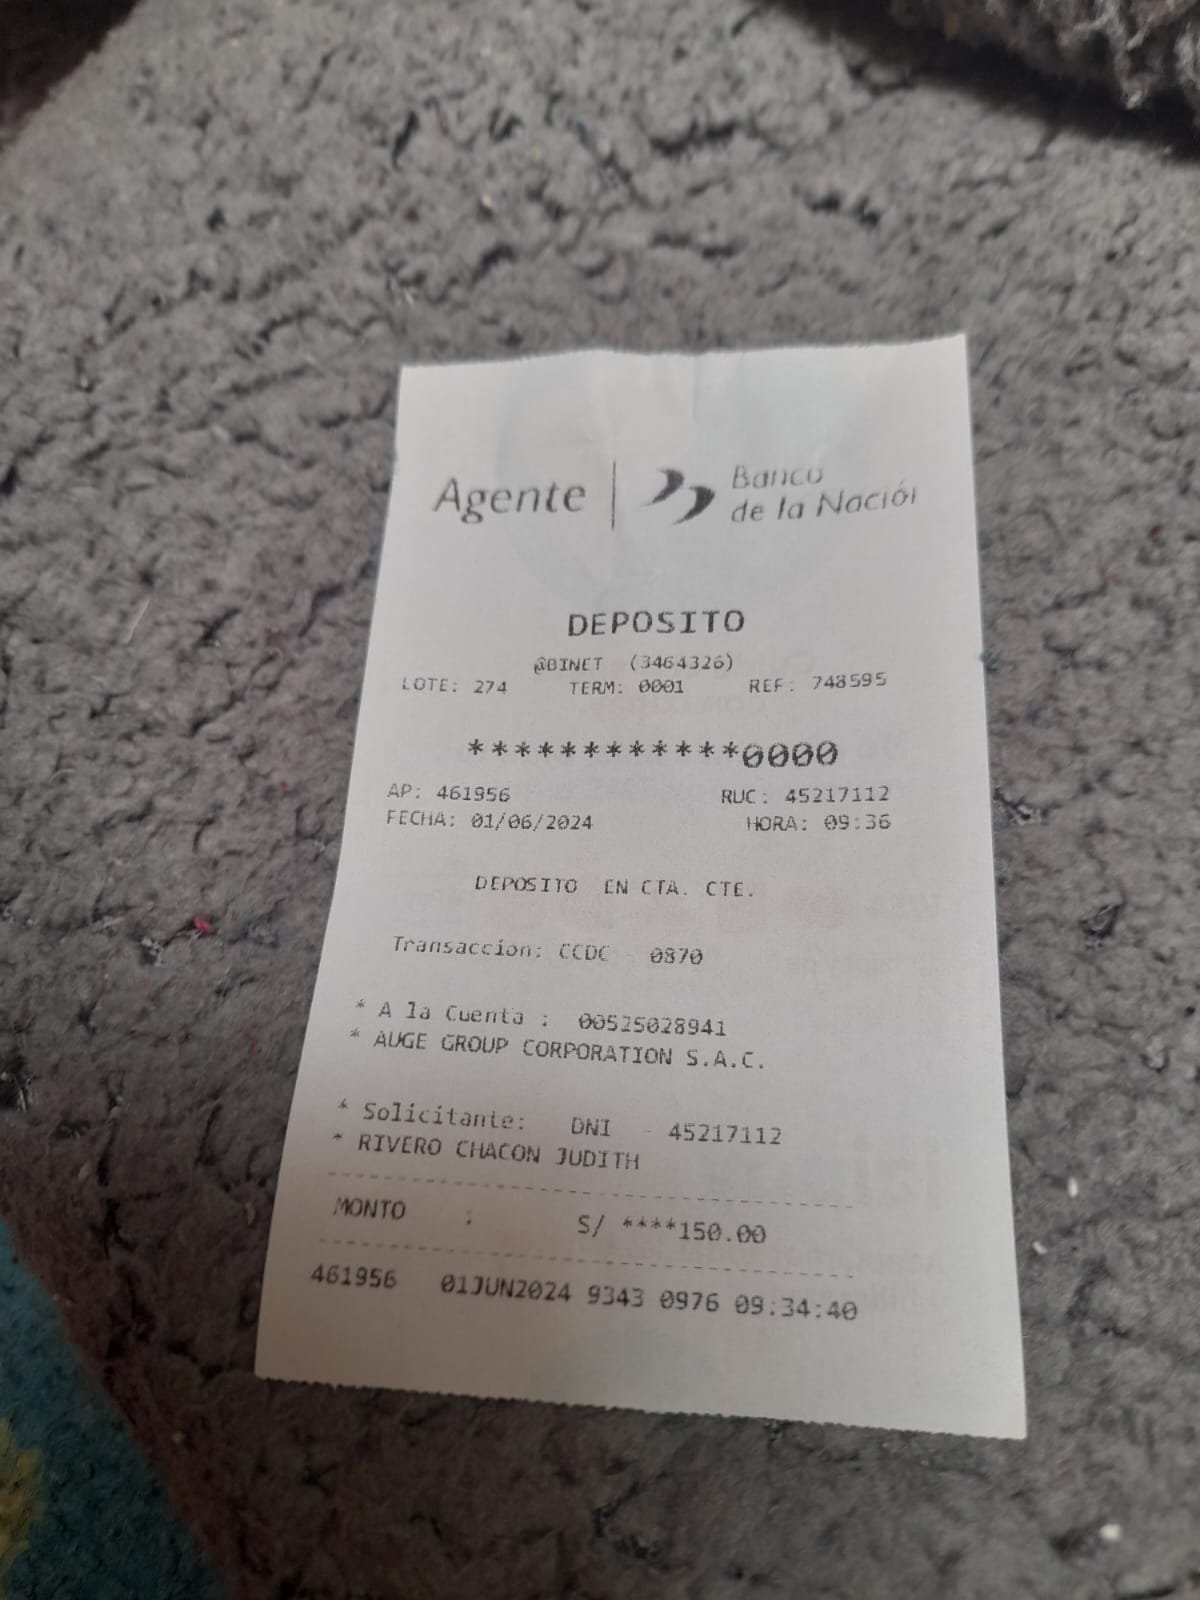 Agente | Banco de la Nación
DEPOSITO
@BINET (3464326)
LOTE: 274 TERM: 0001 REF: 748595
************0000
AP: 461956 RUC: 45217112
FECHA: 01/06/2024 HORA: 09:36
DEPOSITO EN CTA. CTE.
Transaccion: CCDC - 0870
* A la Cuenta : 00525028941
* AUGE GROUP CORPORATION S.A.C.
* Solicitante: DNI - 45217112
* RIVERO CHACON JUDITH
MONTO : S/ ****150.00
461956 01JUN2024 9343 0976 09:34:40